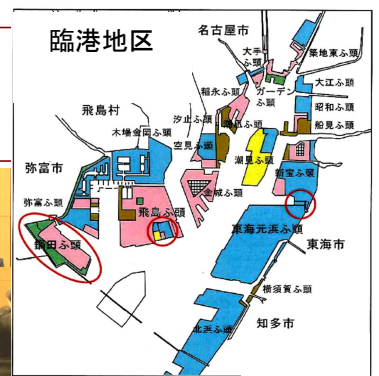 臨港地区
名古屋市
大手
ふ頭
築地東ふ頭
稲永ふ頭
ガーデン
ふ頭
大江ふ頭
飛島村
汐止ふ頭
昭和ふ頭
木場金岡ふ頭
空見ふ頭
船見ふ頭
潮見ふ頭
弥富市
新宝ふ頭
弥富ふ頭
金城ふ頭
飛島ふ頭
鍋田ふ頭
東海元浜ふ頭
東海市
横須賀ふ頭
北浜ふ頭
知多市